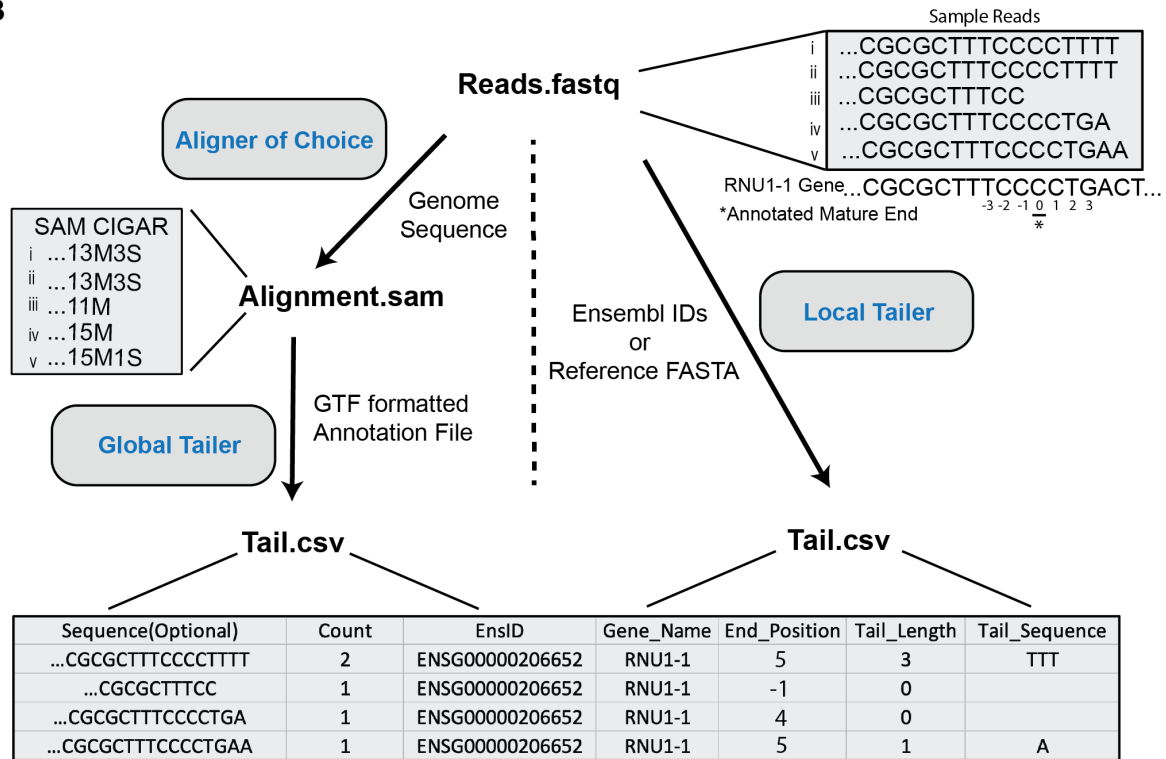 B
Sample Reads
i ...CGCGCTTTCCCCTTTT
ii ...CGCGCTTTCCCCTTTT
iii ...CGCGCTTTCC
iv ...CGCGCTTTCCCCTGA
v ...CGCGCTTTCCCCTGAA
RNU1-1 Gene...CGCGCTTTCCCCTGACT...
*Annotated Mature End
-3 -2 -1 0 1 2 3
*
Reads.fastq
Aligner of Choice
Genome
Sequence
SAM CIGAR
i ...13M3S
ii ...13M3S
iii ...11M
iv ...15M
v ...15M1S
Alignment.sam
Ensembl IDs
or
Reference FASTA
Local Tailer
GTF formatted
Annotation File
Global Tailer
Tail.csv
Tail.csv
Sequence(Optional) Count EnsID Gene_Name End_Position Tail_Length Tail_Sequence
...CGCGCTTTCCCCTTTT 2 ENSG00000206652 RNU1-1 5 3 TTT
...CGCGCTTTCC 1 ENSG00000206652 RNU1-1 -1 0
...CGCGCTTTCCCCTGA 1 ENSG00000206652 RNU1-1 4 0
...CGCGCTTTCCCCTGAA 1 ENSG00000206652 RNU1-1 5 1 A